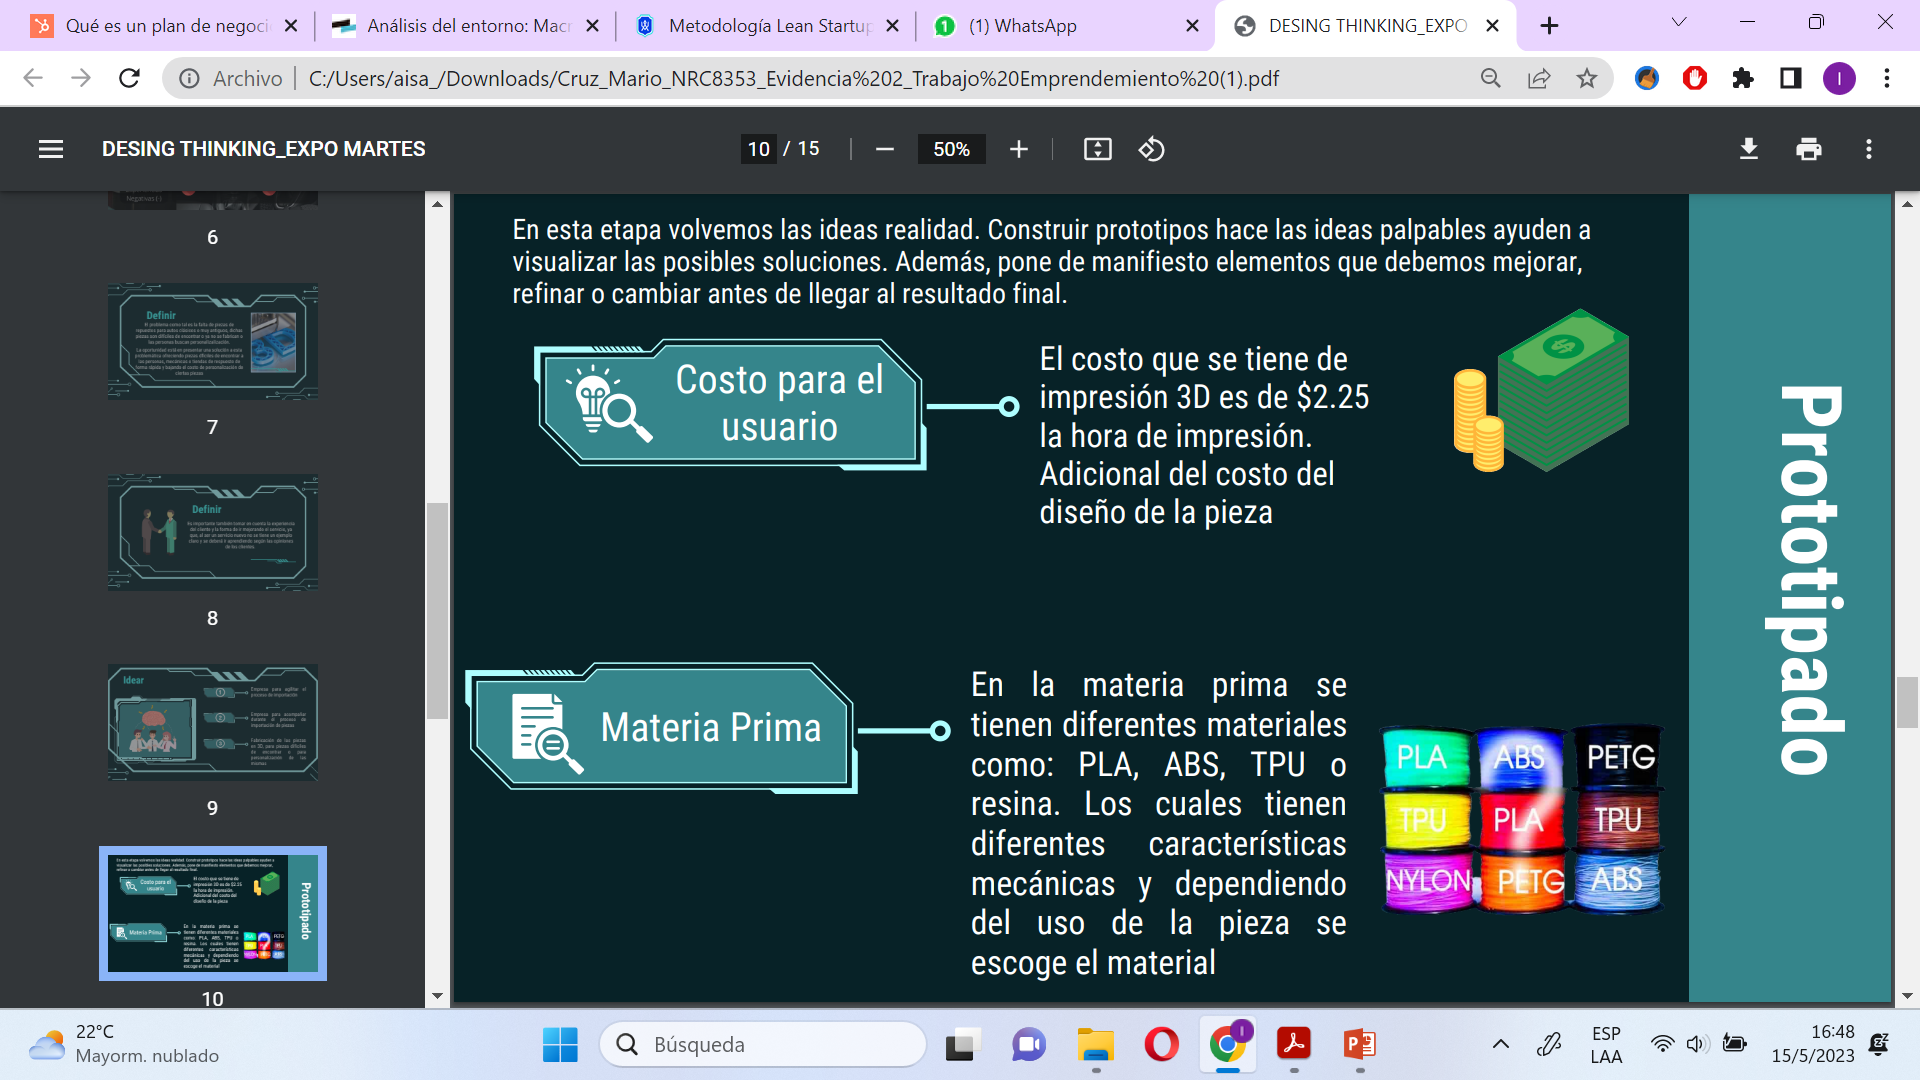 Qué es un plan de negoci
Análisis del entorno: Macr
Metodología Lean Startup
(1) WhatsApp
DESING THINKING_EXPO
Archivo
C:/Users/aisa_/Downloads/Cruz_Mario_NRC8353_Evidencia%202_Trabajo%20Emprendemiento%20(1).pdf
I
DESING THINKING_EXPO MARTES
10 / 15
50%
Negativas (-)
6
Definir
7
Definir
8
Idear
1
2
3
9
10
En esta etapa volvemos las ideas realidad. Construir prototipos hace las ideas palpables ayuden a
visualizar las posibles soluciones. Además, pone de manifiesto elementos que debemos mejorar,
refinar o cambiar antes de llegar al resultado final.
Costo para el
usuario
El costo que se tiene de
impresión 3D es de $2.25
la hora de impresión.
Adicional del costo del
diseño de la pieza
Materia Prima
En la materia prima se
tienen diferentes materiales
como: PLA, ABS, TPU o
resina. Los cuales tienen
diferentes características
mecánicas y dependiendo
del uso de la pieza se
escoge el material
PLA ABS PETG
TPU PLA TPU
NYLON PETG ABS
Prototipado
22°C
Mayorm. nublado
Búsqueda
ESP
LAA
16:48
15/5/2023